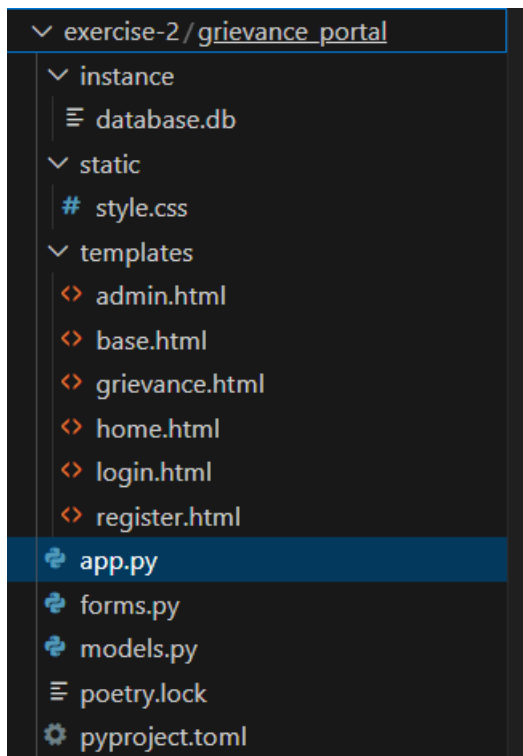 exercise-2/grievance_portal
instance
database.db
static
# style.css
templates
<> admin.html
<> base.html
<> grievance.html
<> home.html
<> login.html
<> register.html
app.py
forms.py
models.py
poetry.lock
pyproject.toml